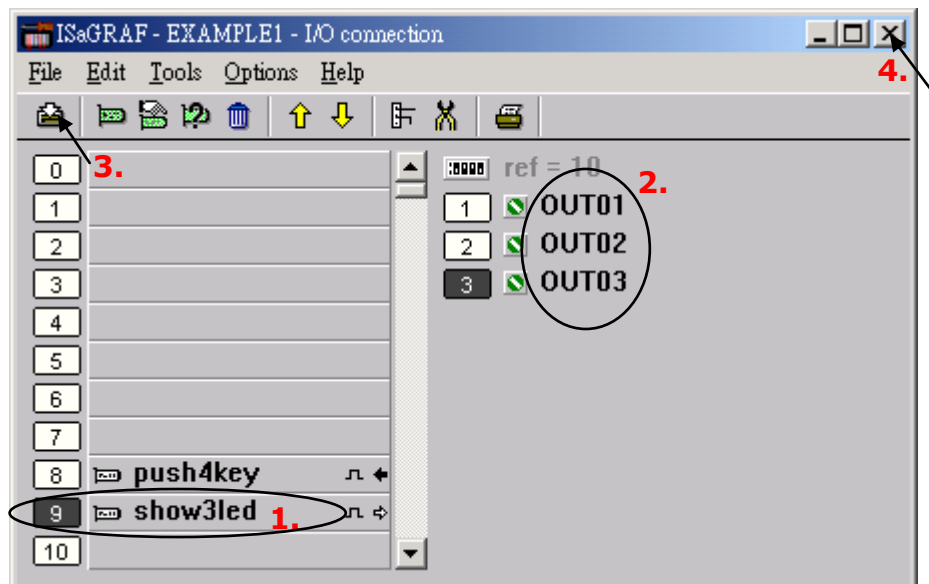 ISaGRAF - EXAMPLE1 - I/O connection
4.
File Edit Tools Options Help
3.
0
1
2
3
4
5
6
7
8 push4key
9 show3led 1.
10
ref = 10
2.
1 OUT01
2 OUT02
3 OUT03